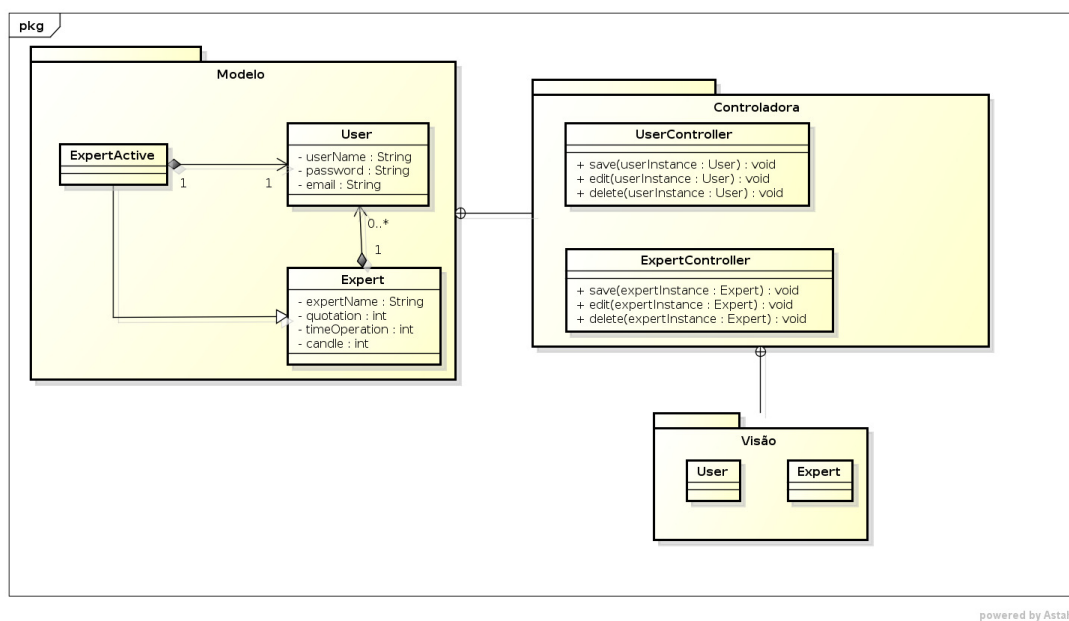 pkg
Modelo
ExpertActive
1
1
User
- userName : String
- password : String
- email : String
0..*
1
Expert
- expertName : String
- quotation : int
- timeOperation : int
- candle : int
Controladora
UserController
+ save(userInstance : User) : void
+ edit(userInstance : User) : void
+ delete(userInstance : User) : void
ExpertController
+ save(expertInstance : Expert) : void
+ edit(expertInstance : Expert) : void
+ delete(expertInstance : Expert) : void
Visão
User
Expert
powered by Asta